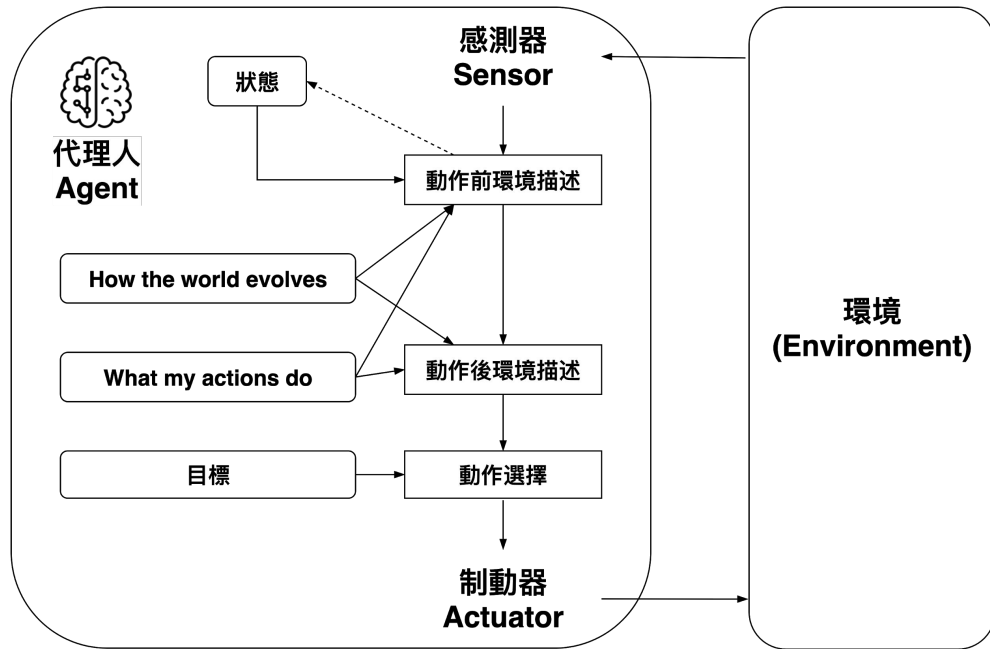 感測器
Sensor
狀態
代理人
Agent
動作前環境描述
How the world evolves
環境
(Environment)
What my actions do
動作後環境描述
目標
動作選擇
制動器
Actuator